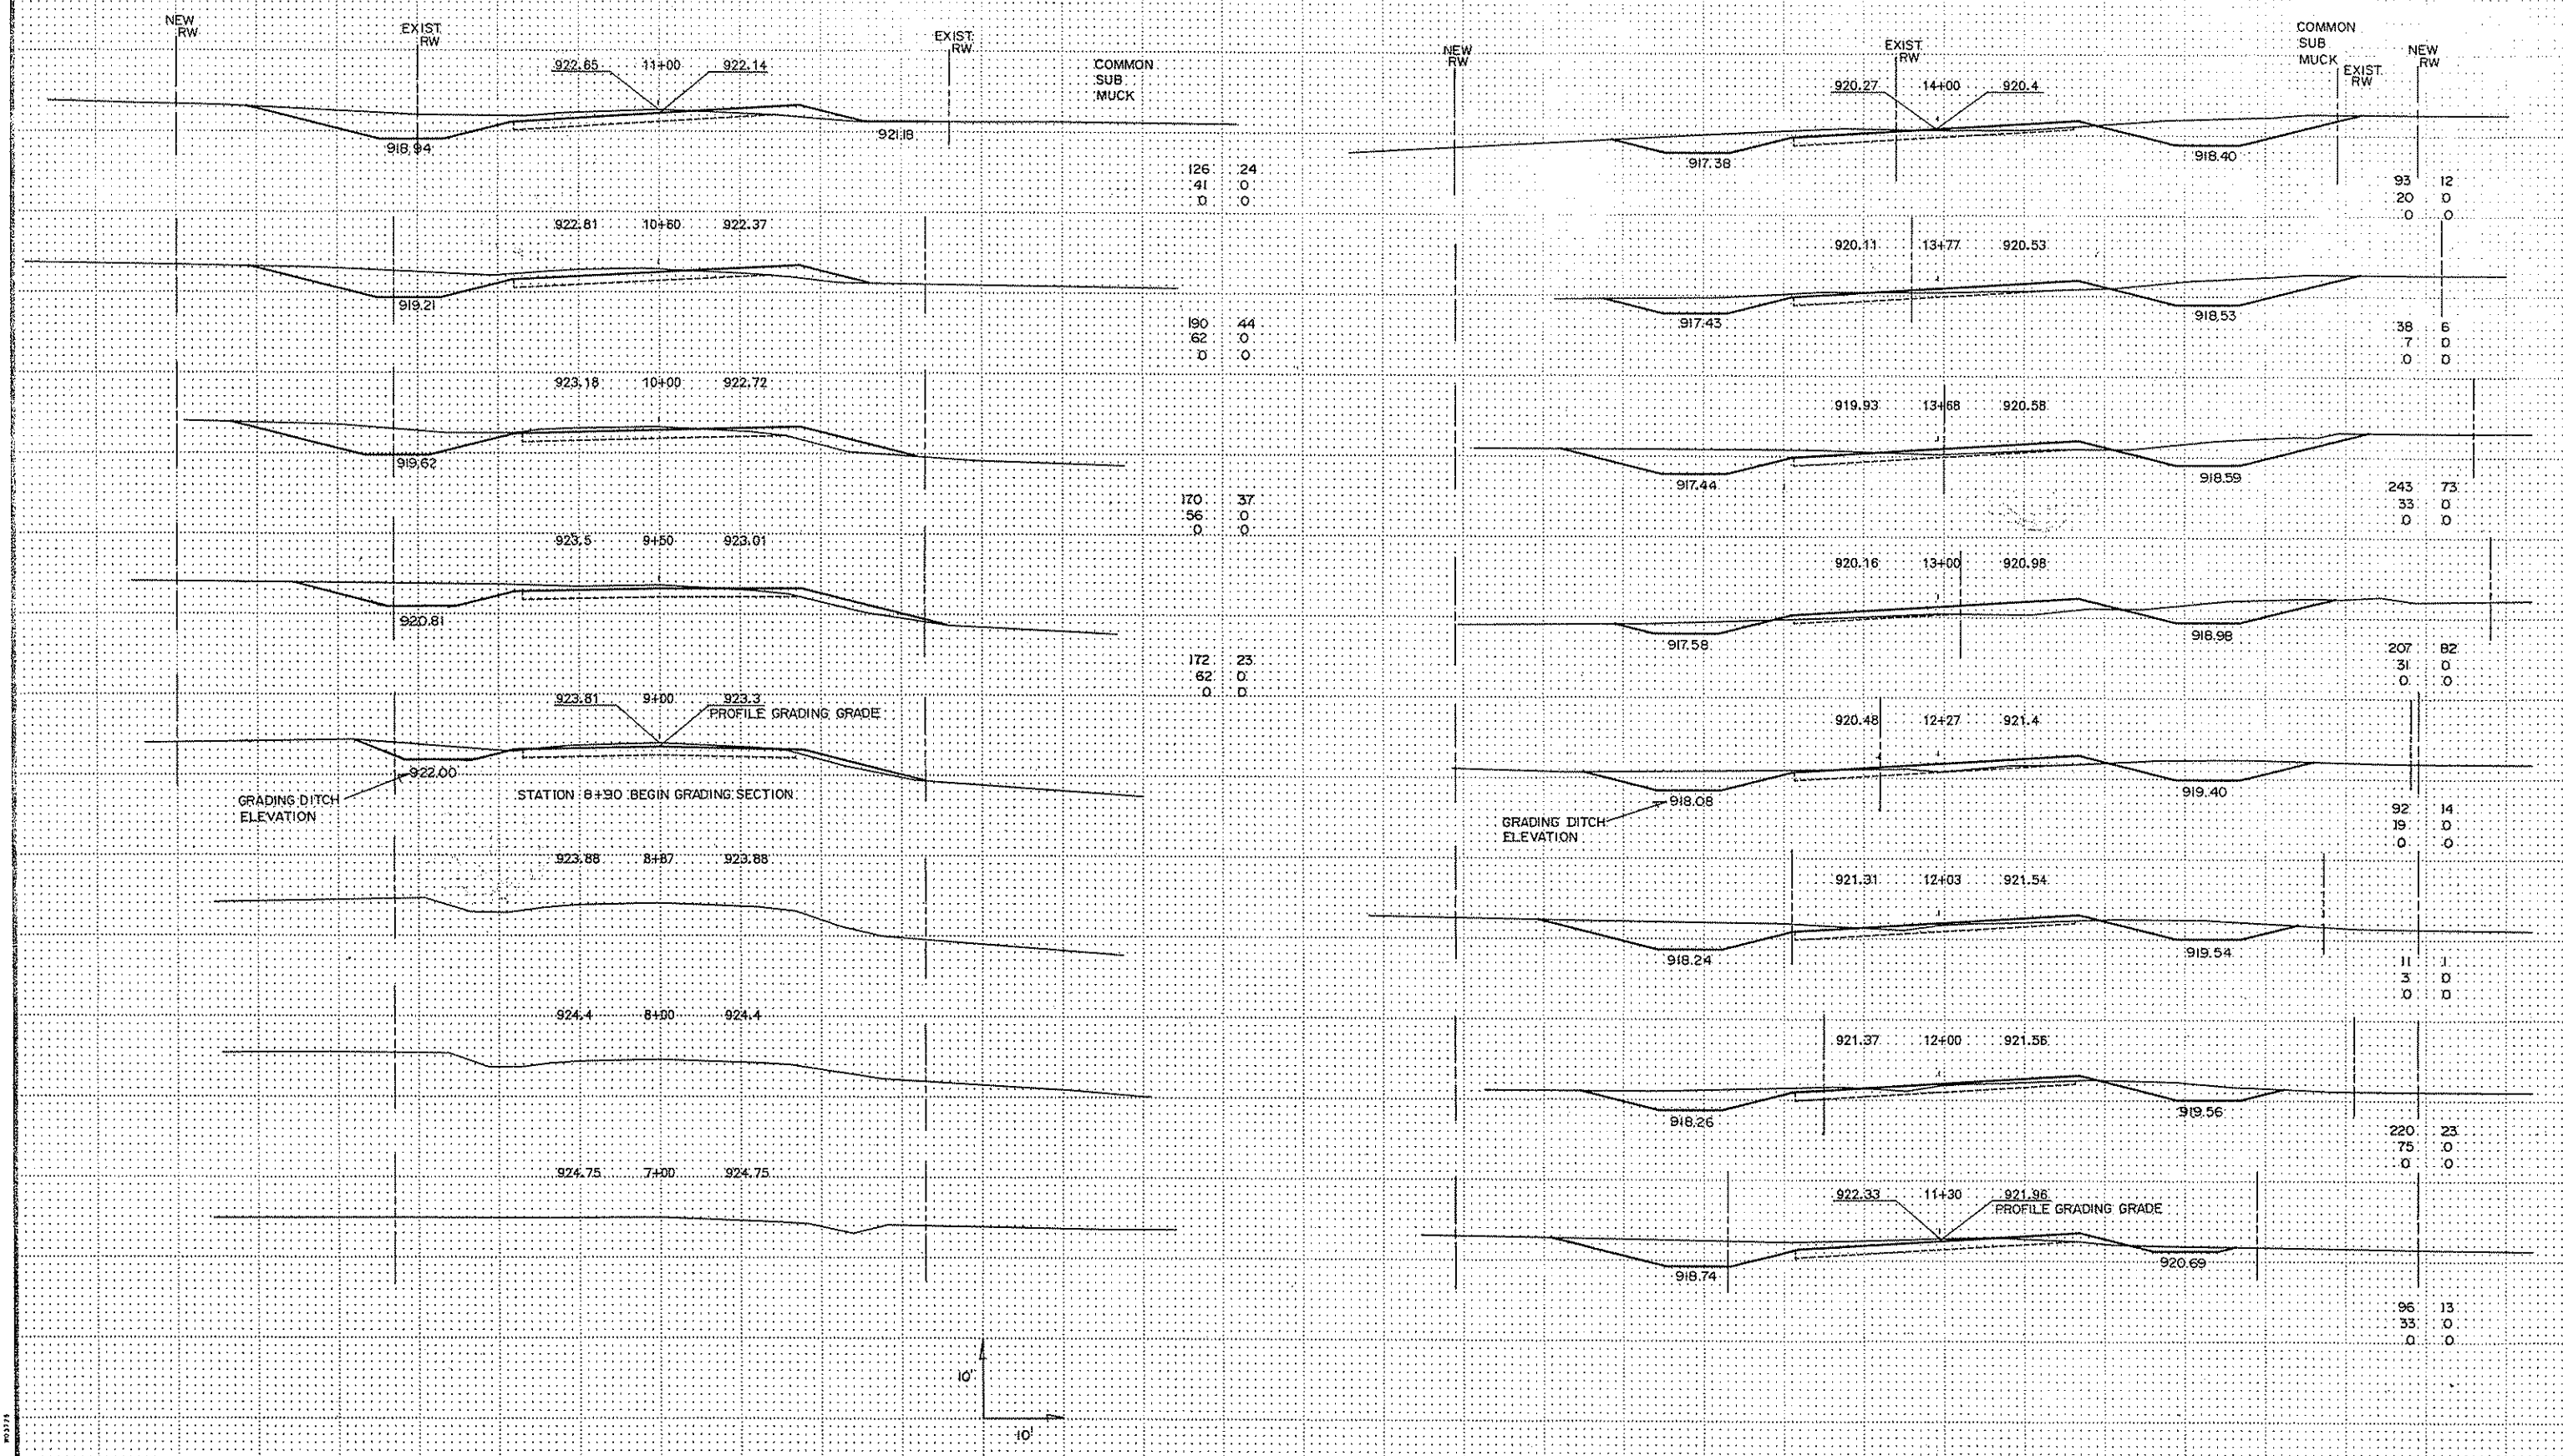 NEW
RW
EXIST.
RW
EXIST
RW
COMMON
SUB
MUCK
922.65 11+00 922.14
918.94
921.18
126 24
41 0
0 0
922.81 10+60 922.37
919.21
190 44
62 0
0 0
923.18 10+00 922.72
919.62
170 37
56 0
0 0
923.5 9+50 923.01
920.81
172 23
62 0
0 0
923.81 9+00 923.3
PROFILE GRADING GRADE
922.00
GRADING DITCH
ELEVATION
STATION 8+90 BEGIN GRADING SECTION
923.88 8+87 923.88
924.4 8+00 924.4
924.75 7+00 924.75
10'
10'
NEW
RW
EXIST.
RW
COMMON
SUB
MUCK
EXIST.
RW
NEW
RW
920.27 14+00 920.4
917.38
918.40
93 12
20 0
0 0
920.11 13+77 920.53
917.43
918.53
38 6
7 0
0 0
919.93 13+68 920.58
917.44
918.59
243 73
33 0
0 0
920.16 13+00 920.98
917.58
918.98
207 82
31 0
0 0
920.48 12+27 921.4
918.08
919.40
GRADING DITCH
ELEVATION
92 14
19 0
0 0
921.31 12+03 921.54
918.24
919.54
11 1
3 0
0 0
921.37 12+00 921.56
918.26
919.56
220 23
75 0
0 0
922.33 11+30 921.96
PROFILE GRADING GRADE
918.74
920.69
96 13
33 0
0 0